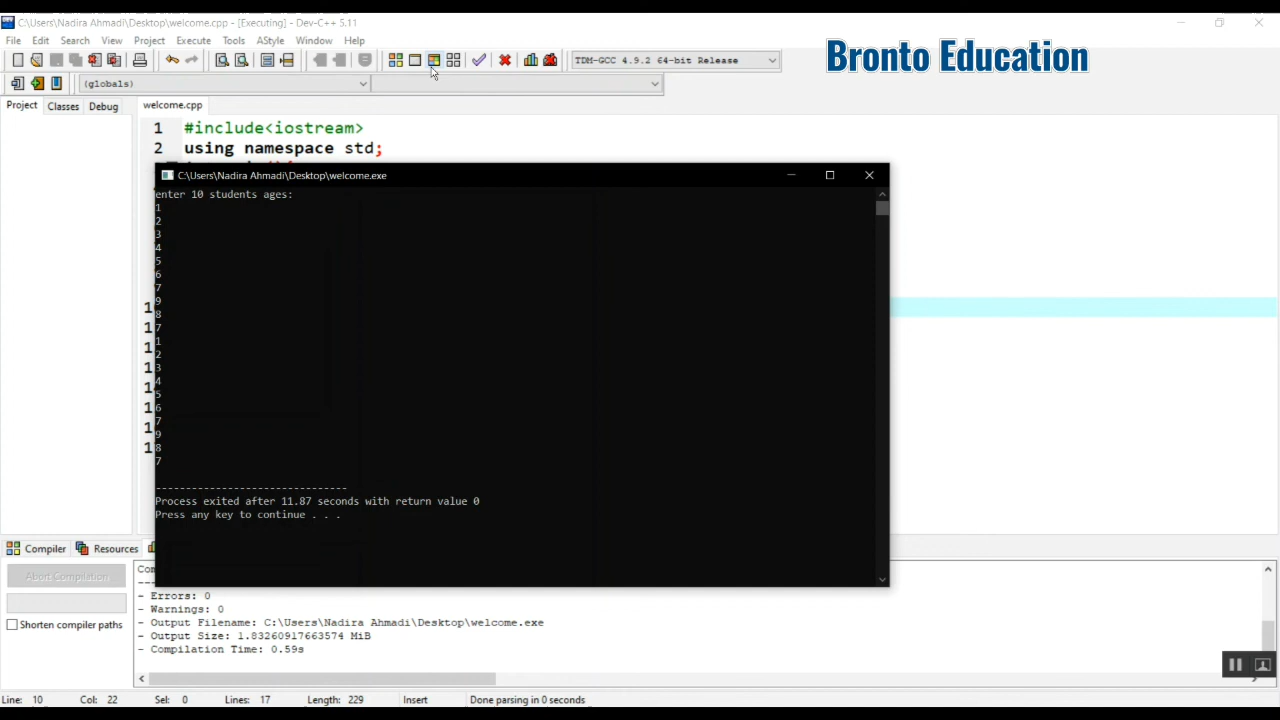 C:\Users\Nadira Ahmadi\Desktop\welcome.cpp - [Executing] - Dev-C++ 5.11
File Edit Search View Project Execute Tools AStyle Window Help
Bronto Education
TDM-GCC 4.9.2 64-bit Release
(globals)
Project Classes Debug
welcome.cpp
1 #include<iostream>
2 using namespace std;
C:\Users\Nadira Ahmadi\Desktop\welcome.exe
enter 10 students ages:
1
2
3
4
5
6
7
9
8
7
1
2
3
4
5
6
7
9
8
7
--------------------------------
Process exited after 11.87 seconds with return value 0
Press any key to continue . . .
Compiler Resources
Abort Compilation
Shorten compiler paths
- Errors: 0
- Warnings: 0
- Output Filename: C:\Users\Nadira Ahmadi\Desktop\welcome.exe
- Output Size: 1.83260917663574 MiB
- Compilation Time: 0.59s
Line: 10 Col: 22 Sel: 0 Lines: 17 Length: 229 Insert Done parsing in 0 seconds